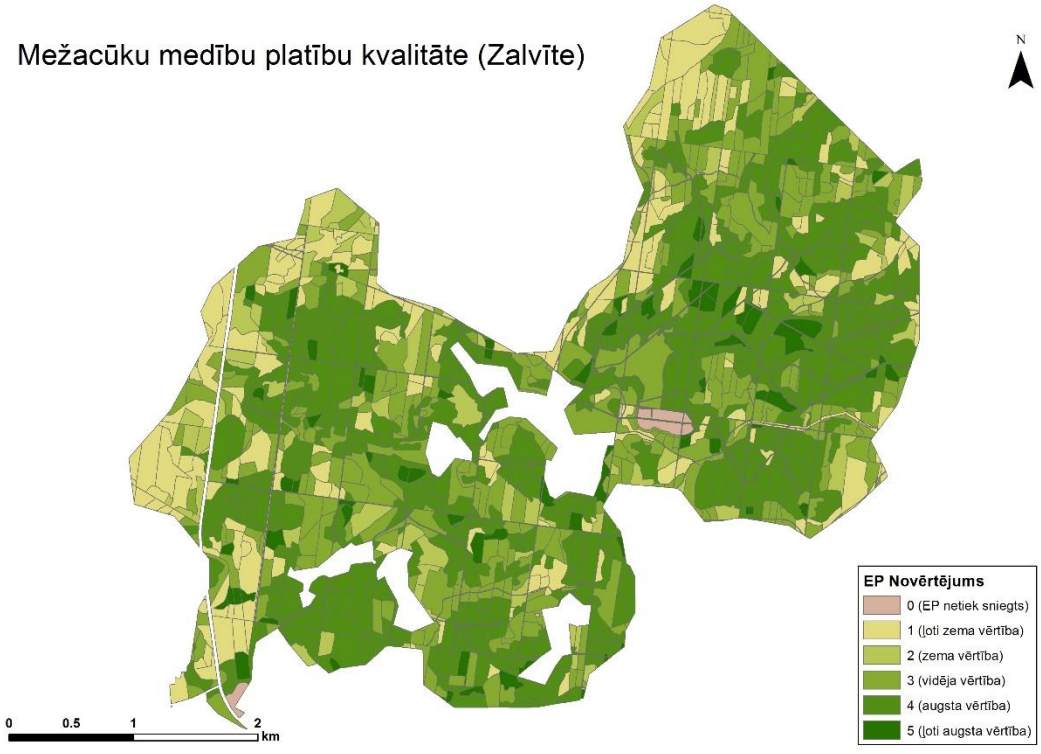 Mežacūku medību platību kvalitāte (Zalvīte)
N
EP Novērtējums
0 (EP netiek sniegts)
1 (ļoti zema vērtība)
2 (zema vērtība)
3 (vidēja vērtība)
4 (augsta vērtība)
5 (ļoti augsta vērtība)
0 0.5 1 2
km